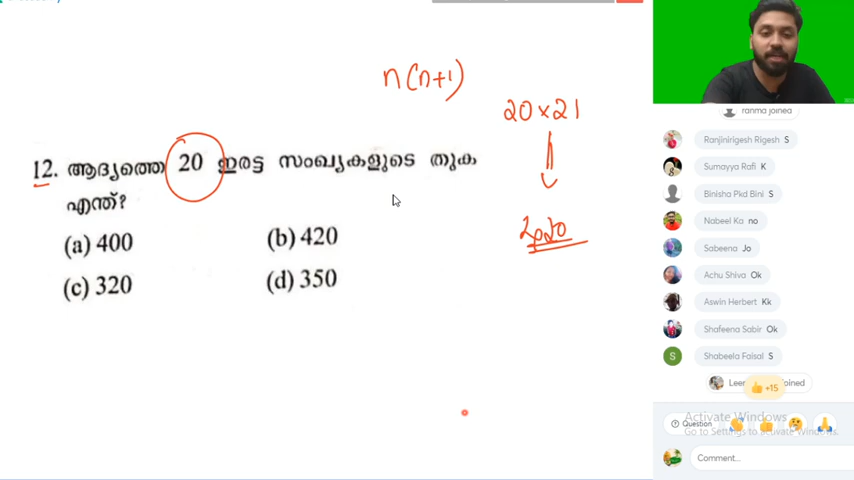 n(n+1)
20×21
12. ആദ്യത്തെ 20 ഇരട്ട സംഖ്യകളുടെ തുക
എന്ത്?
(a) 400 (b) 420
(c) 320 (d) 350
ranma joined
Ranjinirigesh Rigesh S
Sumayya Rafi K
Binisha Pkd Bini S
Nabeel Ka no
Sabeena Jo
Achu Shiva Ok
Aswin Herbert Kk
Shafeena Sabir Ok
S Shabeela Faisal S
+15
Activate Windows
Question
Go to Settings to Activate Windows.
Comment...